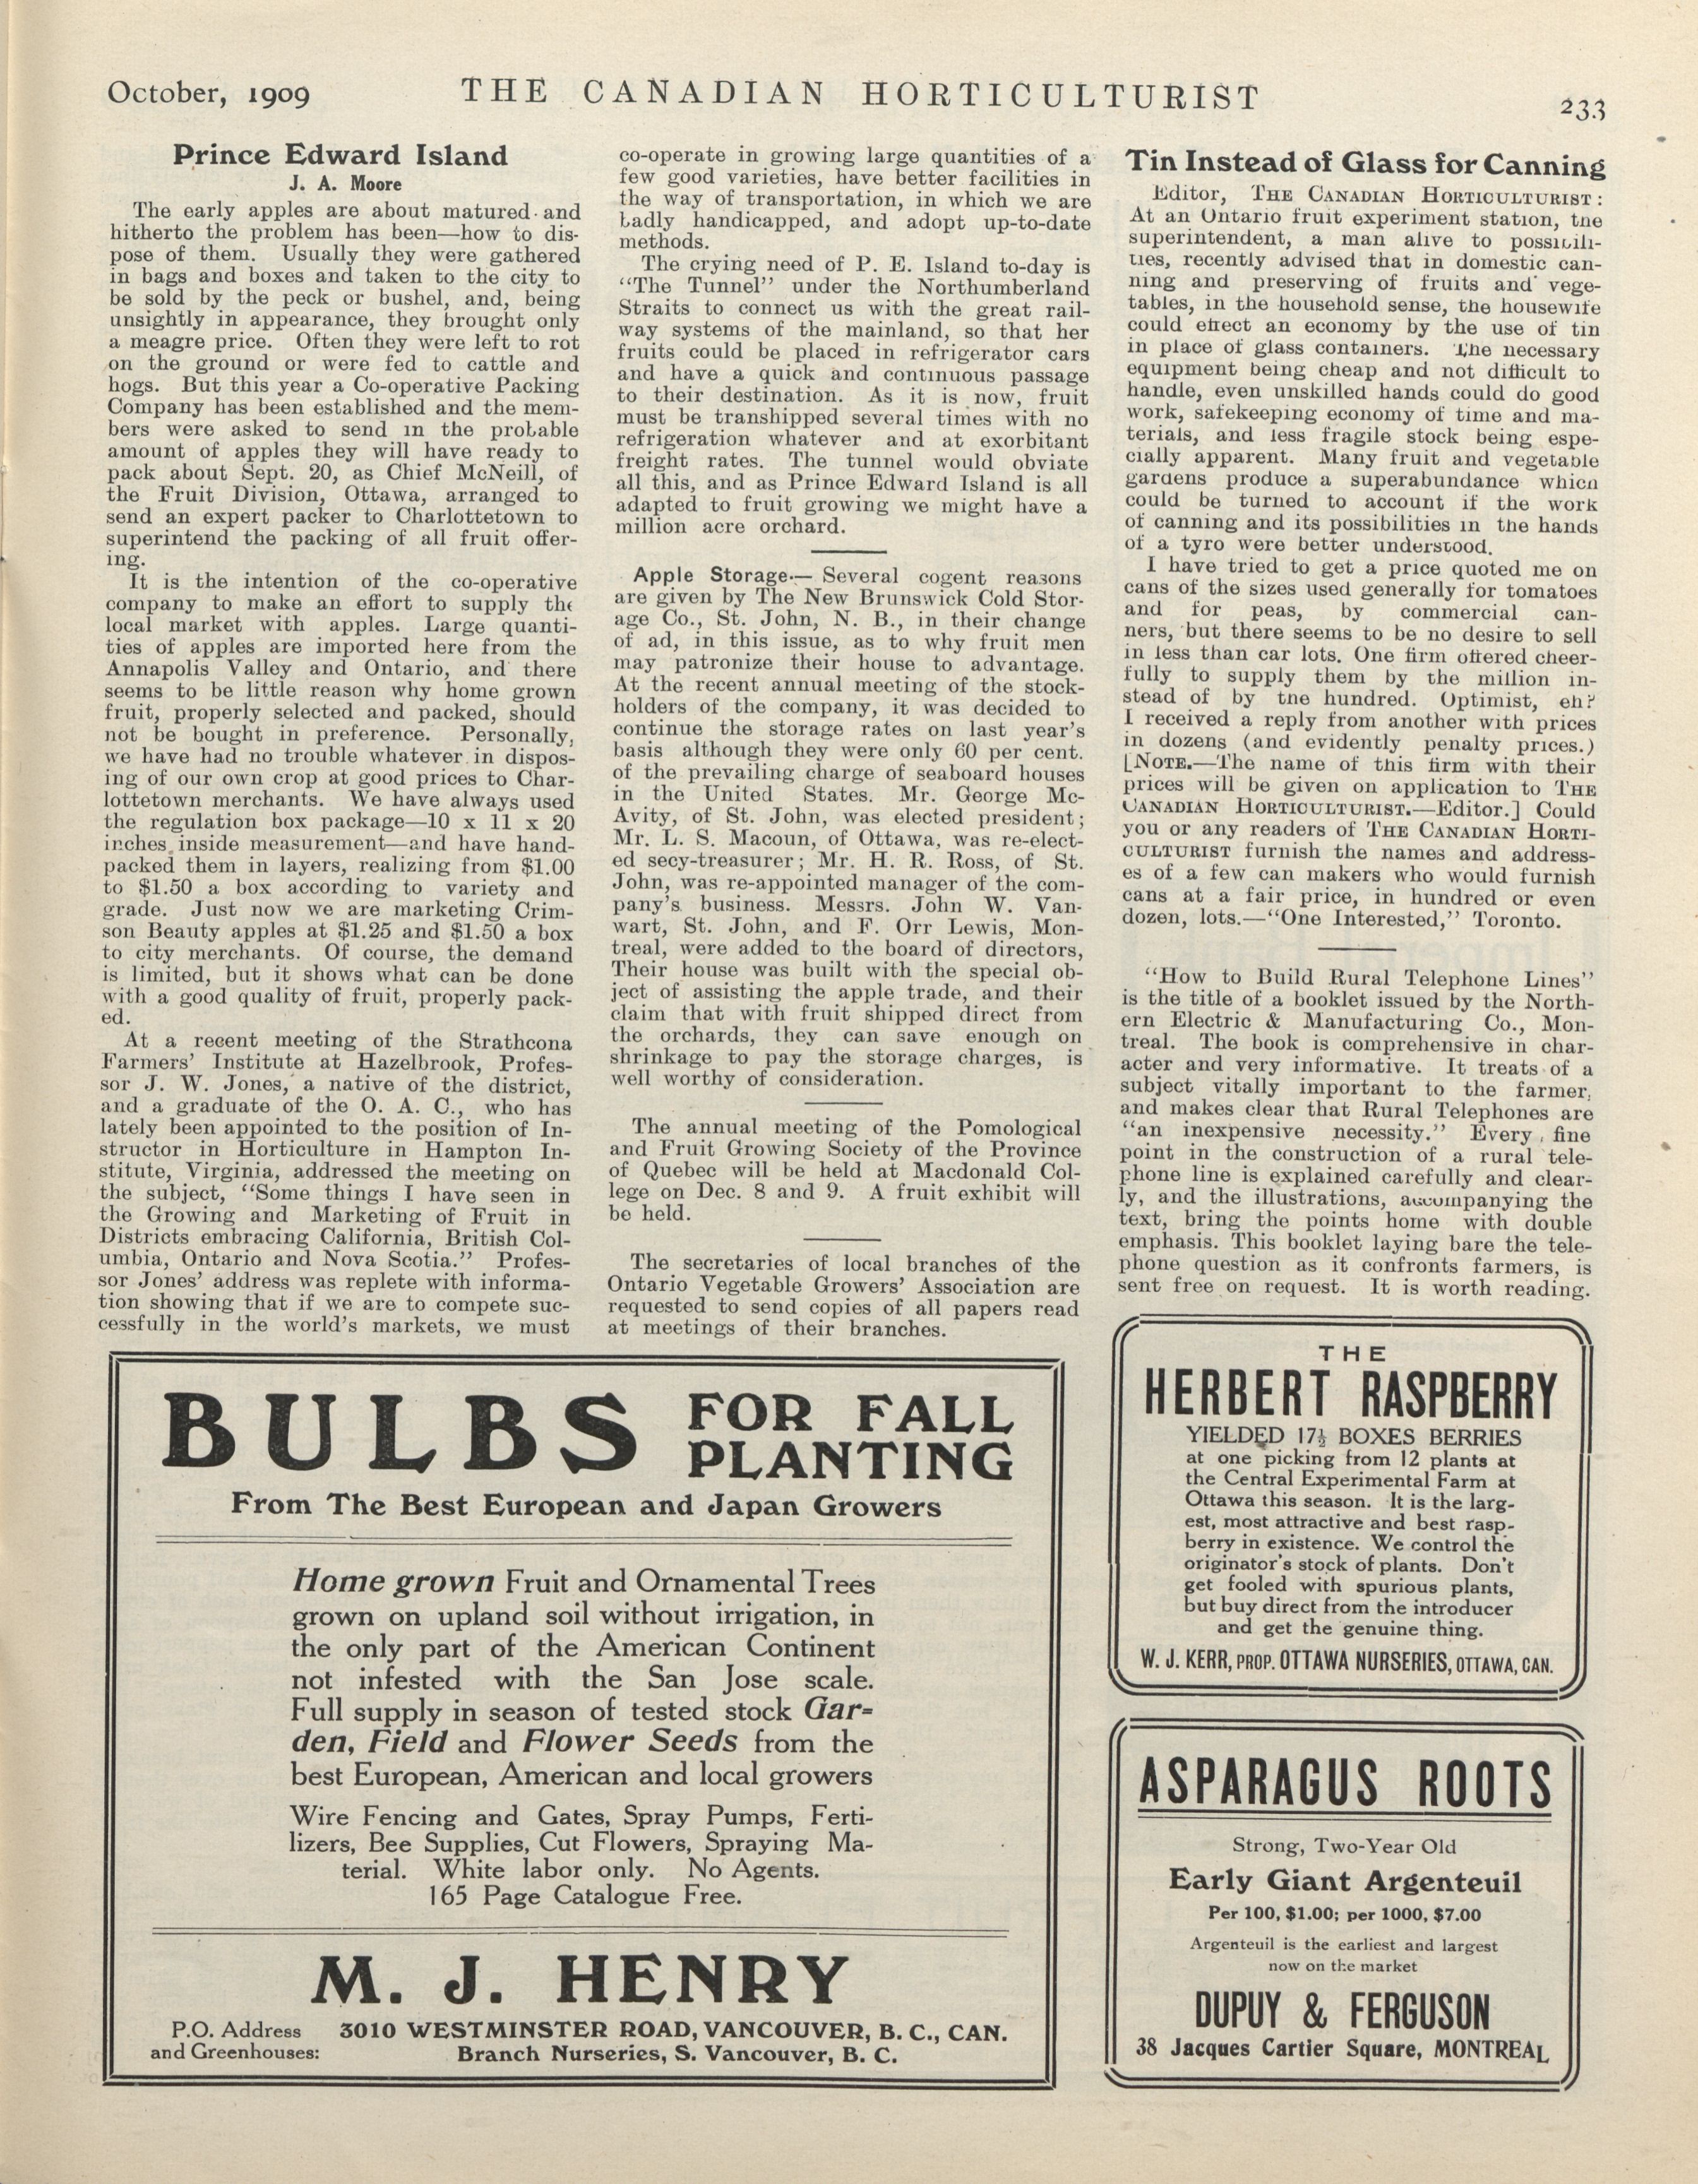 October, 1909
THE CANADIAN HORTICULTURIST
233
Prince Edward Island
J. A. Moore
The early apples are about matured and
hitherto the problem has been—how to dis-
pose of them. Usually they were gathered
in bags and boxes and taken to the city to
be sold by the peck or bushel, and, being
unsightly in appearance, they brought only
a meagre price. Often they were left to rot
on the ground or were fed to cattle and
hogs. But this year a Co-operative Packing
Company has been established and the mem-
bers were asked to send in the probable
amount of apples they will have ready to
pack about Sept. 20, as Chief McNeill, of
the Fruit Division, Ottawa, arranged to
send an expert packer to Charlottetown to
superintend the packing of all fruit offer-
ing.
It is the intention of the co-operative
company to make an effort to supply the
local market with apples. Large quanti-
ties of apples are imported here from the
Annapolis Valley and Ontario, and there
seems to be little reason why home grown
fruit, properly selected and packed, should
not be bought in preference. Personally,
we have had no trouble whatever in dispos-
ing of our own crop at good prices to Char-
lottetown merchants. We have always used
the regulation box package—10 x 11 x 20
inches inside measurement—and have hand-
packed them in layers, realizing from $1.00
to $1.50 a box according to variety and
grade. Just now we are marketing Crim-
son Beauty apples at $1.25 and $1.50 a box
to city merchants. Of course, the demand
is limited, but it shows what can be done
with a good quality of fruit, properly pack-
ed.
At a recent meeting of the Strathcona
Farmers' Institute at Hazelbrook, Profes-
sor J. W. Jones, a native of the district,
and a graduate of the O. A. C., who has
lately been appointed to the position of In-
structor in Horticulture in Hampton In-
stitute, Virginia, addressed the meeting on
the subject, "Some things I have seen in
the Growing and Marketing of Fruit in
Districts embracing California, British Col-
umbia, Ontario and Nova Scotia." Profes-
sor Jones' address was replete with informa-
tion showing that if we are to compete suc-
cessfully in the world's markets, we must
co-operate in growing large quantities of a
few good varieties, have better facilities in
the way of transportation, in which we are
badly handicapped, and adopt up-to-date
methods.
The crying need of P. E. Island to-day is
"The Tunnel" under the Northumberland
Straits to connect us with the great rail-
way systems of the mainland, so that her
fruits could be placed in refrigerator cars
and have a quick and continuous passage
to their destination. As it is now, fruit
must be transhipped several times with no
refrigeration whatever and at exorbitant
freight rates. The tunnel would obviate
all this, and as Prince Edward Island is all
adapted to fruit growing we might have a
million acre orchard.
Apple Storage.— Several cogent reasons
are given by The New Brunswick Cold Stor-
age Co., St. John, N. B., in their change
of ad, in this issue, as to why fruit men
may patronize their house to advantage.
At the recent annual meeting of the stock-
holders of the company, it was decided to
continue the storage rates on last year's
basis although they were only 60 per cent.
of the prevailing charge of seaboard houses
in the United States. Mr. George Mc-
Avity, of St. John, was elected president;
Mr. L. S. Macoun, of Ottawa, was re-elect-
ed secy-treasurer; Mr. H. R. Ross, of St.
John, was re-appointed manager of the com-
pany's business. Messrs. John W. Van-
wart, St. John, and F. Orr Lewis, Mon-
treal, were added to the board of directors,
Their house was built with the special ob-
ject of assisting the apple trade, and their
claim that with fruit shipped direct from
the orchards, they can save enough on
shrinkage to pay the storage charges, is
well worthy of consideration.
The annual meeting of the Pomological
and Fruit Growing Society of the Province
of Quebec will be held at Macdonald Col-
lege on Dec. 8 and 9. A fruit exhibit will
be held.
The secretaries of local branches of the
Ontario Vegetable Growers' Association are
requested to send copies of all papers read
at meetings of their branches.
Tin Instead of Glass for Canning
Editor, THE CANADIAN HORTICULTURIST:
At an Ontario fruit experiment station, the
superintendent, a man alive to possibili-
ties, recently advised that in domestic can-
ning and preserving of fruits and vege-
tables, in the household sense, the housewife
could effect an economy by the use of tin
in place of glass containers. The necessary
equipment being cheap and not difficult to
handle, even unskilled hands could do good
work, safekeeping economy of time and ma-
terials, and less fragile stock being espe-
cially apparent. Many fruit and vegetable
gardens produce a superabundance which
could be turned to account if the work
of canning and its possibilities in the hands
of a tyro were better understood.
I have tried to get a price quoted me on
cans of the sizes used generally for tomatoes
and for peas, by commercial can-
ners, but there seems to be no desire to sell
in less than car lots. One firm offered cheer-
fully to supply them by the million in-
stead of by the hundred. Optimist, eh?
I received a reply from another with prices
in dozens (and evidently penalty prices.)
[NOTE.—The name of this firm with their
prices will be given on application to THE
CANADIAN HORTICULTURIST.—Editor.] Could
you or any readers of THE CANADIAN HORTI-
CULTURIST furnish the names and address-
es of a few can makers who would furnish
cans at a fair price, in hundred or even
dozen, lots.—"One Interested," Toronto.
"How to Build Rural Telephone Lines"
is the title of a booklet issued by the North-
ern Electric & Manufacturing Co., Mon-
treal. The book is comprehensive in char-
acter and very informative. It treats of a
subject vitally important to the farmer,
and makes clear that Rural Telephones are
"an inexpensive necessity." Every fine
point in the construction of a rural tele-
phone line is explained carefully and clear-
ly, and the illustrations, accompanying the
text, bring the points home with double
emphasis. This booklet laying bare the tele-
phone question as it confronts farmers, is
sent free on request. It is worth reading.
BULBS FOR FALL
PLANTING
From The Best European and Japan Growers
Home grown Fruit and Ornamental Trees
grown on upland soil without irrigation, in
the only part of the American Continent
not infested with the San Jose scale.
Full supply in season of tested stock Gar-
den, Field and Flower Seeds from the
best European, American and local growers
Wire Fencing and Gates, Spray Pumps, Ferti-
lizers, Bee Supplies, Cut Flowers, Spraying Ma-
terial. White labor only. No Agents.
165 Page Catalogue Free.
M. J. HENRY
P.O. Address
and Greenhouses:
3010 WESTMINSTER ROAD, VANCOUVER, B. C., CAN.
Branch Nurseries, S. Vancouver, B. C.
THE
HERBERT RASPBERRY
YIELDED 17½ BOXES BERRIES
at one picking from 12 plants at
the Central Experimental Farm at
Ottawa this season. It is the larg-
est, most attractive and best rasp-
berry in existence. We control the
originator's stock of plants. Don't
get fooled with spurious plants,
but buy direct from the introducer
and get the genuine thing.
W. J. KERR, PROP. OTTAWA NURSERIES, OTTAWA, CAN.
ASPARAGUS ROOTS
Strong, Two-Year Old
Early Giant Argenteuil
Per 100, $1.00; per 1000, $7.00
Argenteuil is the earliest and largest
now on the market
DUPUY & FERGUSON
38 Jacques Cartier Square, MONTREAL